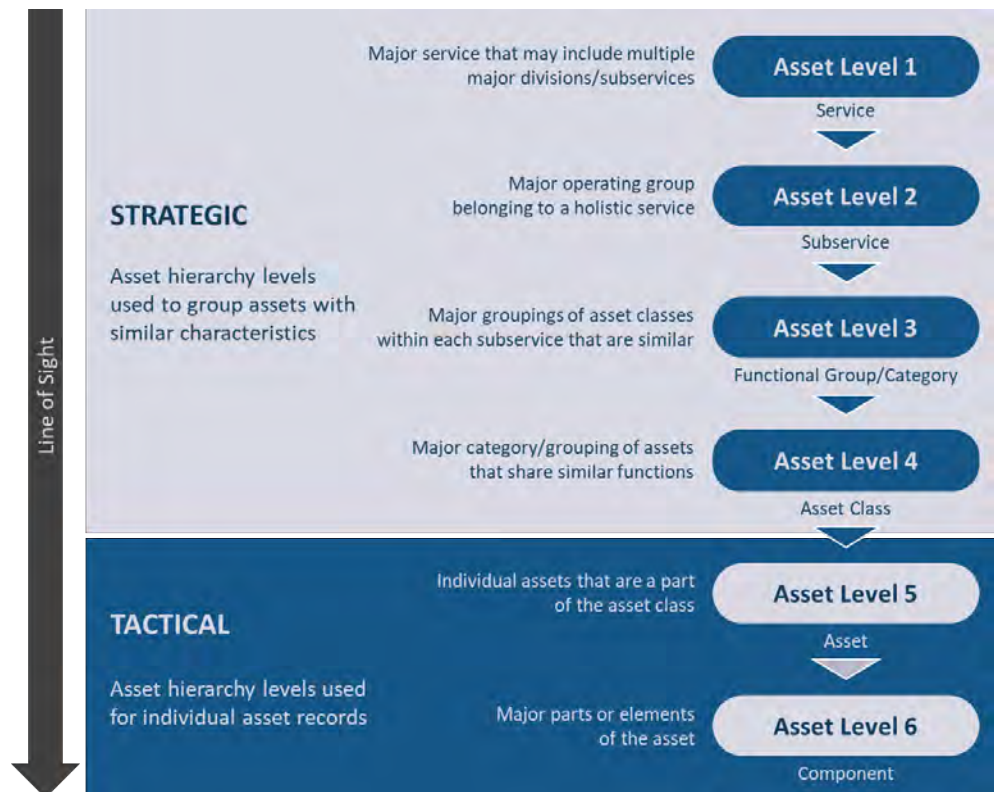 Line of Sight
STRATEGIC
Asset hierarchy levels
used to group assets with
similar characteristics
Major service that may include multiple
major divisions/subservices
Asset Level 1
Service
Major operating group
belonging to a holistic service
Asset Level 2
Subservice
Major groupings of asset classes
within each subservice that are similar
Asset Level 3
Functional Group/Category
Major category/grouping of assets
that share similar functions
Asset Level 4
Asset Class
TACTICAL
Asset hierarchy levels used
for individual asset records
Individual assets that are a part
of the asset class
Asset Level 5
Asset
Major parts or elements
of the asset
Asset Level 6
Component